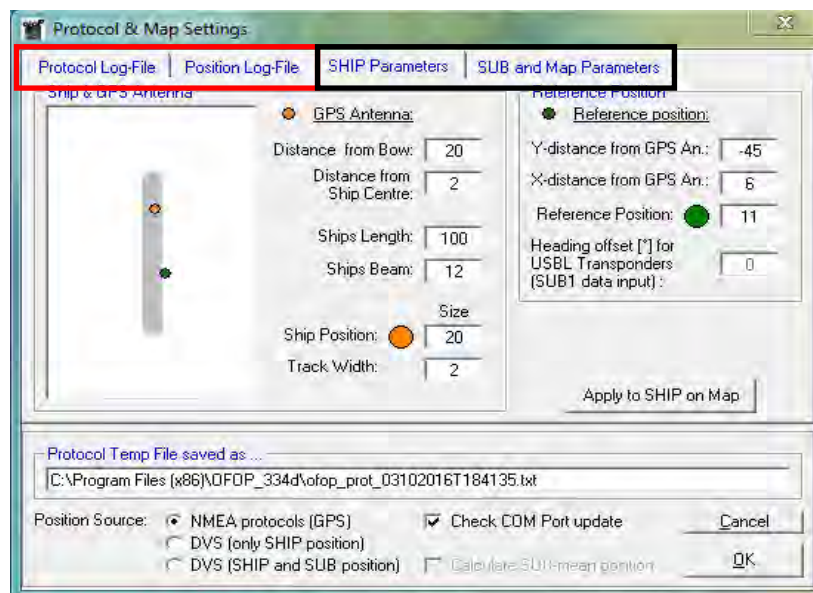 Protocol & Map Settings
Protocol Log-File
Position Log-File
SHIP Parameters
SUB and Map Parameters
Ship & GPS Antenna
GPS Antenna:
Distance from Bow: 20
Distance from Ship Centre: 2
Ships Length: 100
Ships Beam: 12
Size
Ship Position: 20
Track Width: 2
Reference Position
Reference position:
Y-distance from GPS An.: -45
X-distance from GPS An.: 6
Reference Position: 11
Heading offset [°] for
USBL Transponders
(SUB1 data input) : 0
Apply to SHIP on Map
Protocol Temp File saved as ...
C:\Program Files (x86)\OFOP_334d\ofop_prot_03102016T184135.txt
Position Source:
NMEA protocols (GPS)
DVS (only SHIP position)
DVS (SHIP and SUB position)
Check COM Port update
Calculate SUB-mean position
Cancel
OK